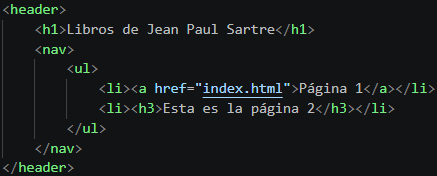 <header>
<h1>Libros de Jean Paul Sartre</h1>
<nav>
<ul>
<li><a href="index.html">Página 1</a></li>
<li><h3>Esta es la página 2</h3></li>
</ul>
</nav>
</header>